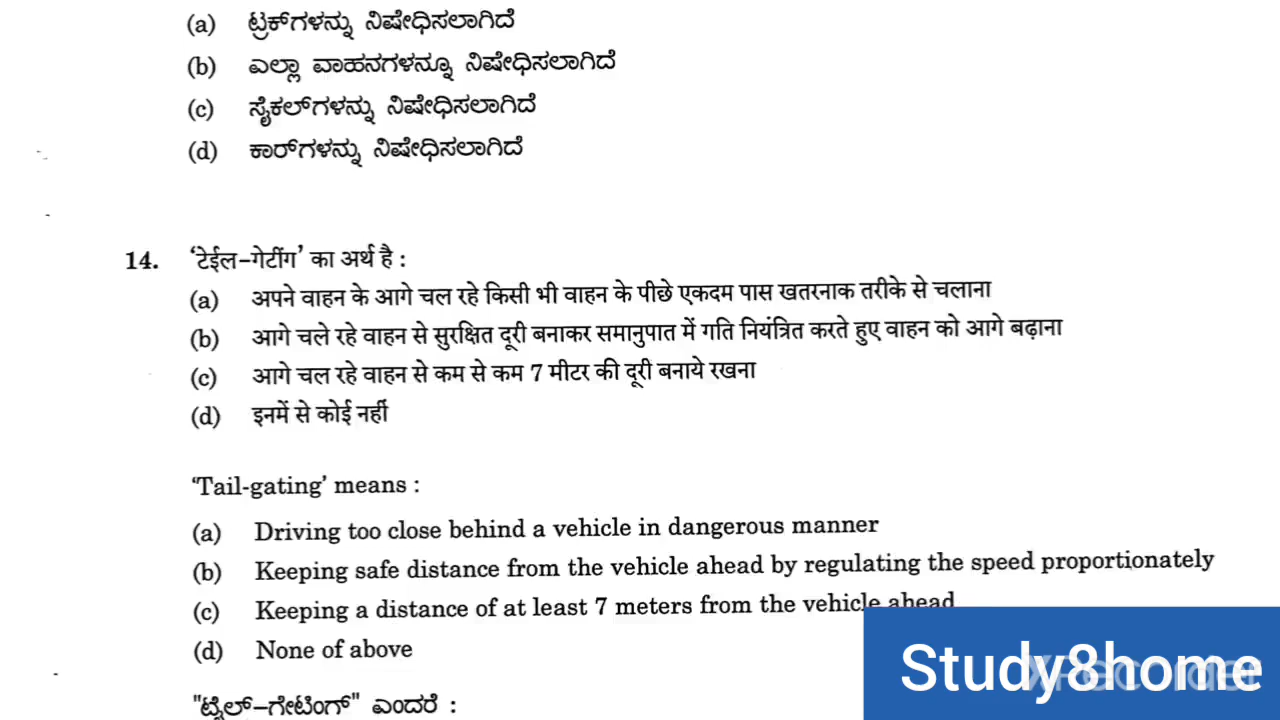 (a) ಟ್ರಕ್‌ಗಳನ್ನು ನಿಷೇಧಿಸಲಾಗಿದೆ
(b) ಎಲ್ಲಾ ವಾಹನಗಳನ್ನೂ ನಿಷೇಧಿಸಲಾಗಿದೆ
(c) ಸೈಕಲ್‌ಗಳನ್ನು ನಿಷೇಧಿಸಲಾಗಿದೆ
(d) ಕಾರ್‌ಗಳನ್ನು ನಿಷೇಧಿಸಲಾಗಿದೆ
14. ‘टेईल-गेटींग’ का अर्थ है :
(a) अपने वाहन के आगे चल रहे किसी भी वाहन के पीछे एकदम पास खतरनाक तरीके से चलाना
(b) आगे चले रहे वाहन से सुरक्षित दूरी बनाकर समानुपात में गति नियंत्रित करते हुए वाहन को आगे बढ़ाना
(c) आगे चल रहे वाहन से कम से कम 7 मीटर की दूरी बनाये रखना
(d) इनमें से कोई नहीं
‘Tail-gating’ means :
(a) Driving too close behind a vehicle in dangerous manner
(b) Keeping safe distance from the vehicle ahead by regulating the speed proportionately
(c) Keeping a distance of at least 7 meters from the vehicle ahead
(d) None of above
"ಟೈಲ್-ಗೇಟಿಂಗ್" ಎಂದರೆ :
Study8home
XRecorder